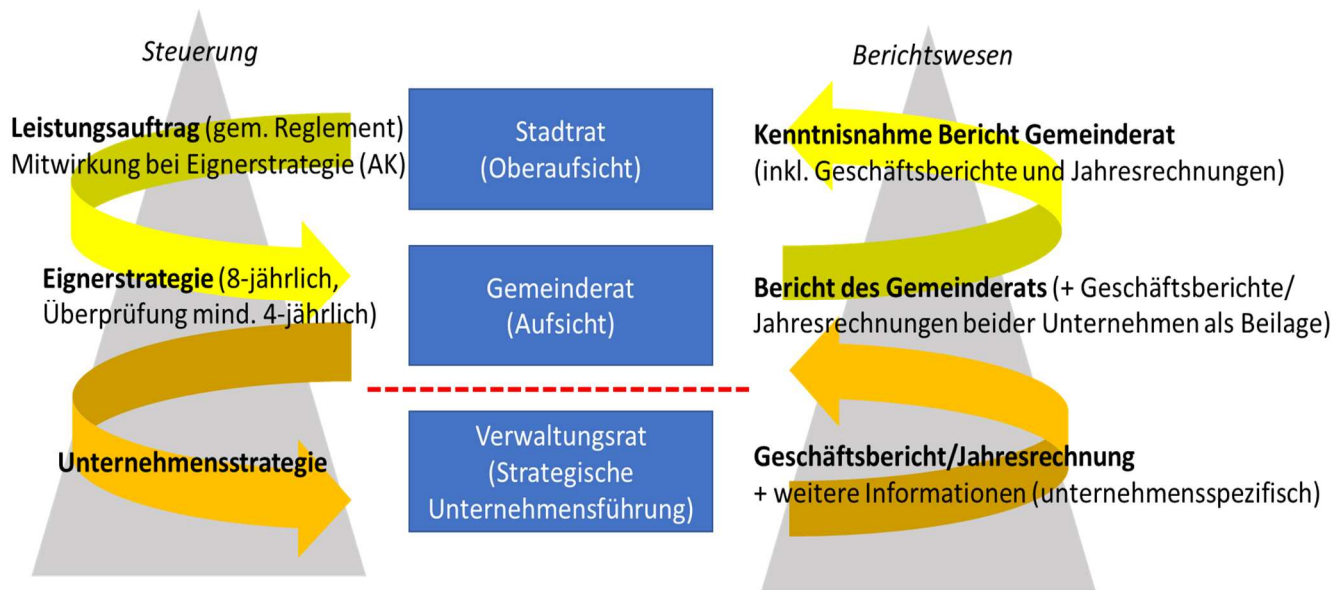 Steuerung
Leistungsauftrag (gem. Reglement)
Mitwirkung bei Eignerstrategie (AK)
Eignerstrategie (8-jährlich,
Überprüfung mind. 4-jährlich)
Unternehmensstrategie
Stadtrat
(Oberaufsicht)
Gemeinderat
(Aufsicht)
Verwaltungsrat
(Strategische
Unternehmensführung)
Berichtswesen
Kenntnisnahme Bericht Gemeinderat
(inkl. Geschäftsberichte und Jahresrechnungen)
Bericht des Gemeinderats (+ Geschäftsberichte/
Jahresrechnungen beider Unternehmen als Beilage)
Geschäftsbericht/Jahresrechnung
+ weitere Informationen (unternehmensspezifisch)